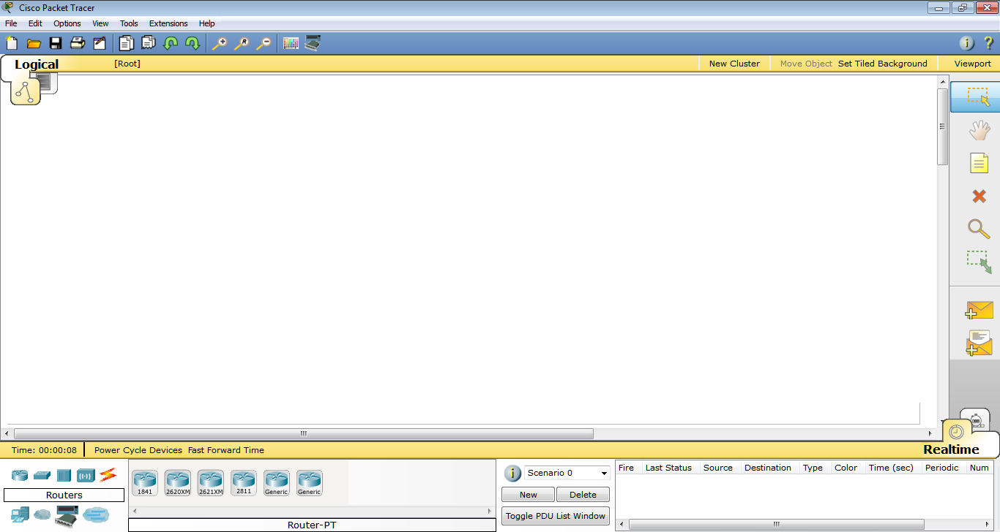 Cisco Packet Tracer
File Edit Options View Tools Extensions Help
Logical [Root] New Cluster Move Object Set Tiled Background Viewport
Time: 00:00:08 Power Cycle Devices Fast Forward Time Realtime
Routers
1841 2620XM 2621XM 2811 Generic Generic
Router-PT
Scenario 0
New Delete
Toggle PDU List Window
Fire Last Status Source Destination Type Color Time (sec) Periodic Num